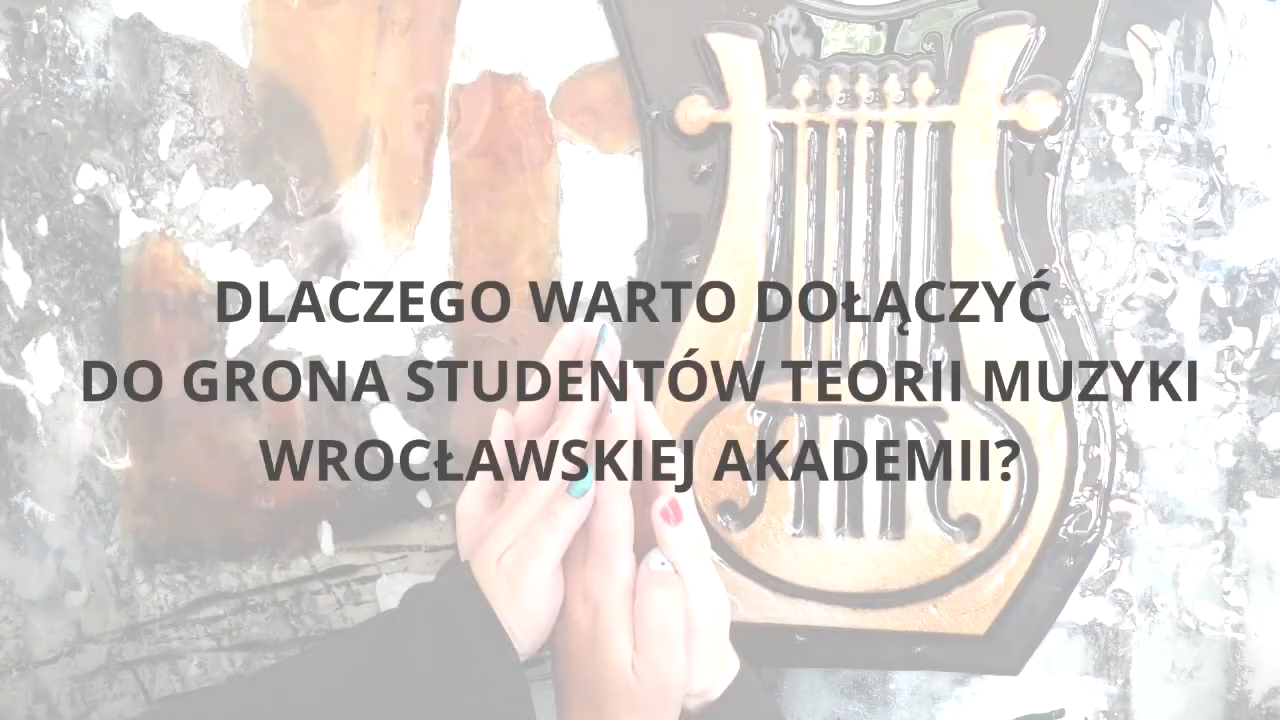 DLACZEGO WARTO DOŁĄCZYĆ
DO GRONA STUDENTÓW TEORII MUZYKI
WROCŁAWSKIEJ AKADEMII?